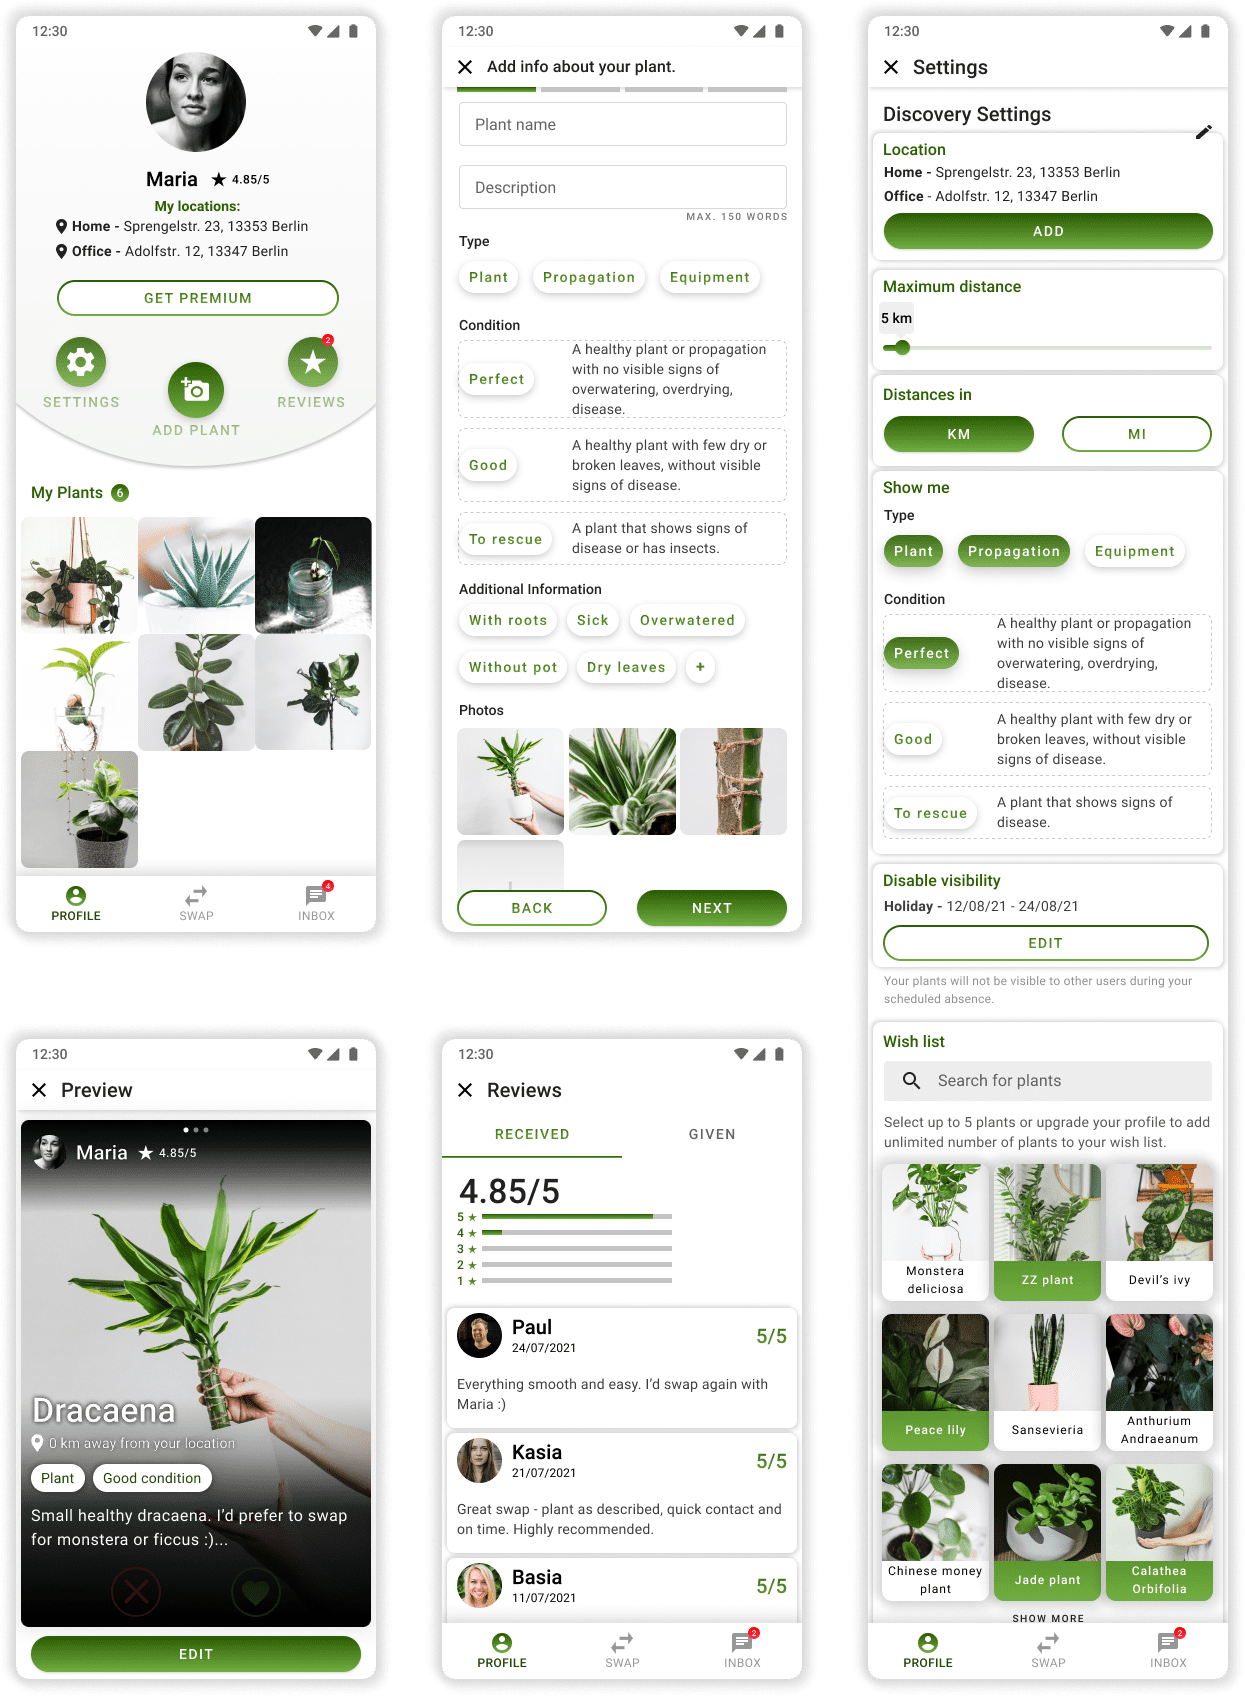 12:30
Maria ★ 4.85/5
My locations:
Home - Sprengelstr. 23, 13353 Berlin
Office - Adolfstr. 12, 13347 Berlin
GET PREMIUM
2
SETTINGS
REVIEWS
ADD PLANT
My Plants 6
4
PROFILE
SWAP
INBOX
12:30
Add info about your plant.
Plant name
Description
MAX. 150 WORDS
Type
Plant
Propagation
Equipment
Condition
Perfect
A healthy plant or propagation
with no visible signs of
overwatering, overdrying,
disease.
Good
A healthy plant with few dry or
broken leaves, without visible
signs of disease.
To rescue
A plant that shows signs of
disease or has insects.
Additional Information
With roots
Sick
Overwatered
Without pot
Dry leaves
+
Photos
BACK
NEXT
12:30
Settings
Discovery Settings
Location
Home - Sprengelstr. 23, 13353 Berlin
Office - Adolfstr. 12, 13347 Berlin
ADD
Maximum distance
5 km
Distances in
KM
MI
Show me
Type
Plant
Propagation
Equipment
Condition
Perfect
A healthy plant or propagation
with no visible signs of
overwatering, overdrying,
disease.
Good
A healthy plant with few dry or
broken leaves, without visible
signs of disease.
To rescue
A plant that shows signs of
disease.
Disable visibility
Holiday - 12/08/21 - 24/08/21
EDIT
Your plants will not be visible to other users during your
scheduled absence.
Wish list
Search for plants
Select up to 5 plants or upgrade your profile to add
unlimited number of plants to your wish list.
Monstera
deliciosa
ZZ plant
Devil's ivy
Peace lily
Sansevieria
Anthurium
Andraeanum
Chinese money
plant
Jade plant
Calathea
Orbifolia
SHOW MORE
2
PROFILE
SWAP
INBOX
12:30
Preview
Maria ★ 4.85/5
Dracaena
0 km away from your location
Plant
Good condition
Small healthy dracaena. I'd prefer to swap
for monstera or ficcus :)...
EDIT
12:30
Reviews
RECEIVED
GIVEN
4.85/5
5 ★
4 ★
3 ★
2 ★
1 ★
Paul
24/07/2021
5/5
Everything smooth and easy. I'd swap again with
Maria :)
Kasia
21/07/2021
5/5
Great swap - plant as described, quick contact and
on time. Highly recommended.
Basia
11/07/2021
5/5
2
PROFILE
SWAP
INBOX